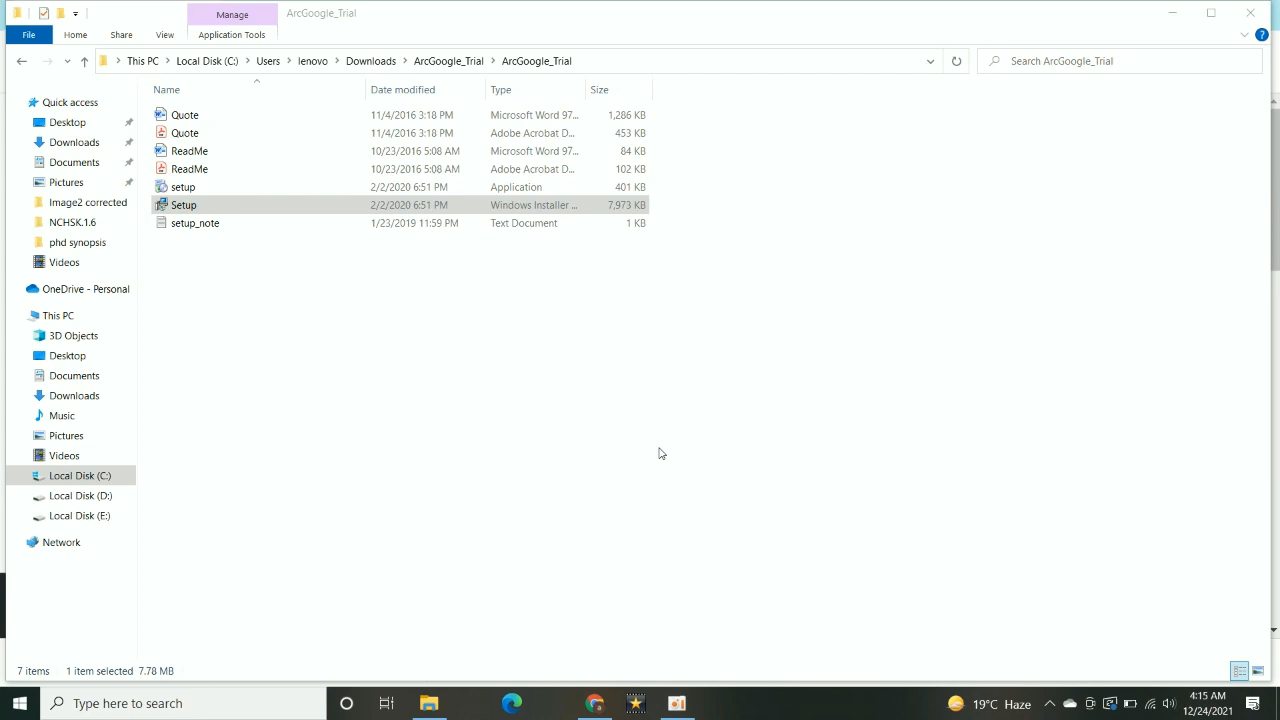 Manage
ArcGoogle_Trial
File
Home
Share
View
Application Tools
This PC
Local Disk (C:)
Users
lenovo
Downloads
ArcGoogle_Trial
ArcGoogle_Trial
Search ArcGoogle_Trial
Name
Date modified
Type
Size
Quote 11/4/2016 3:18 PM Microsoft Word 97... 1,286 KB
Quote 11/4/2016 3:18 PM Adobe Acrobat D... 453 KB
ReadMe 10/23/2016 5:08 AM Microsoft Word 97... 84 KB
ReadMe 10/23/2016 5:08 AM Adobe Acrobat D... 102 KB
setup 2/2/2020 6:51 PM Application 401 KB
Setup 2/2/2020 6:51 PM Windows Installer ... 7,973 KB
setup_note 1/23/2019 11:59 PM Text Document 1 KB
Quick access
Desktop
Downloads
Documents
Pictures
Image2 corrected
NCHSK.1.6
phd synopsis
Videos
OneDrive - Personal
This PC
3D Objects
Desktop
Documents
Downloads
Music
Pictures
Videos
Local Disk (C:)
Local Disk (D:)
Local Disk (E:)
Network
7 items
1 item selected 7.78 MB
Type here to search
19°C Haze
4:15 AM
12/24/2021